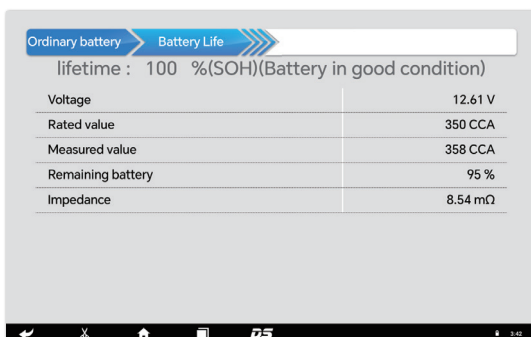 Ordinary battery Battery Life
lifetime : 100 %(SOH)(Battery in good condition)
Voltage 12.61 V
Rated value 350 CCA
Measured value 358 CCA
Remaining battery 95 %
Impedance 8.54 mΩ
DS 3:42